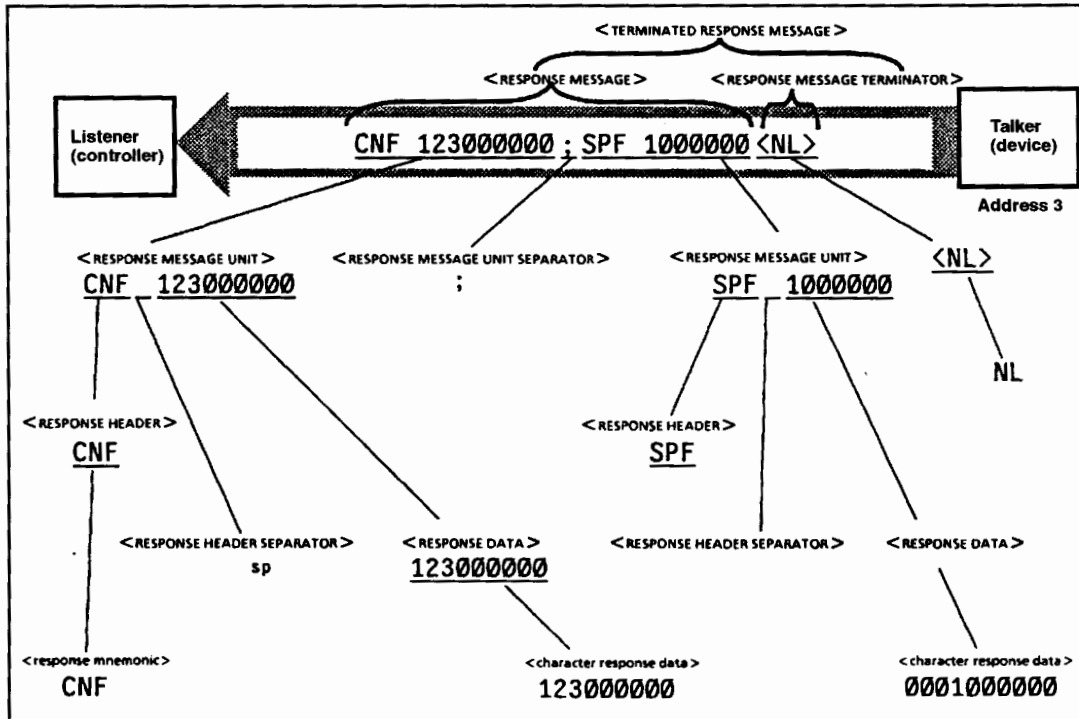 <TERMINATED RESPONSE MESSAGE>
<RESPONSE MESSAGE> <RESPONSE MESSAGE TERMINATOR>
Listener
(controller)
CNF 123000000 ; SPF 1000000 <NL>
Talker
(device)
Address 3
<RESPONSE MESSAGE UNIT> <RESPONSE MESSAGE UNIT SEPARATOR> <RESPONSE MESSAGE UNIT> <NL>
CNF 123000000 ; SPF 1000000
NL
<RESPONSE HEADER> <RESPONSE HEADER>
CNF SPF
<RESPONSE HEADER SEPARATOR> <RESPONSE DATA> <RESPONSE HEADER SEPARATOR> <RESPONSE DATA>
sp 123000000
<response mnemonic> <character response data> <character response data>
CNF 123000000 0001000000